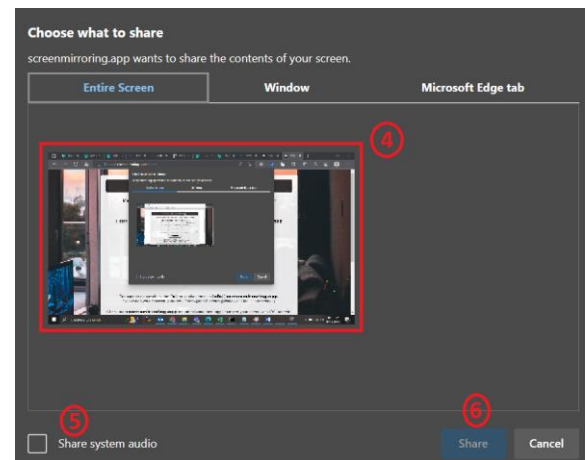 Choose what to share
screenmirroring.app wants to share the contents of your screen.
Entire Screen Window Microsoft Edge tab
④
⑤ ⑥
Share system audio Share Cancel